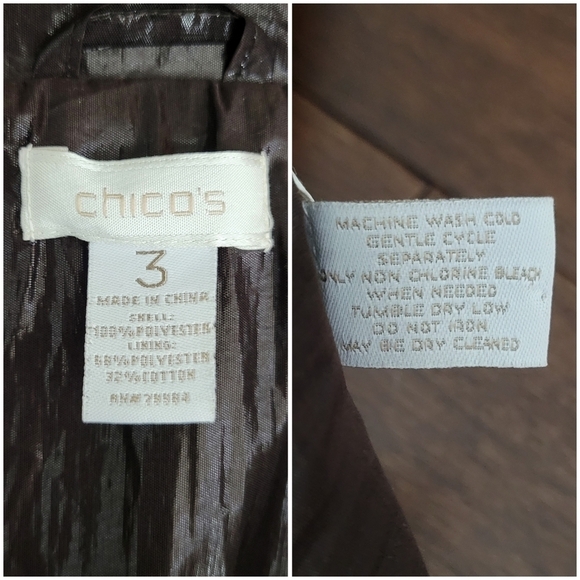 chico's
3
MADE IN CHINA
SHELL:
100%POLYESTER
LINING:
68%POLYESTER
32%COTTON
RN#79984
MACHINE WASH COLD
GENTLE CYCLE
SEPARATELY
ONLY NON CHLORINE BLEACH
WHEN NEEDED
TUMBLE DRY LOW
DO NOT IRON
MAY BE DRY CLEANED